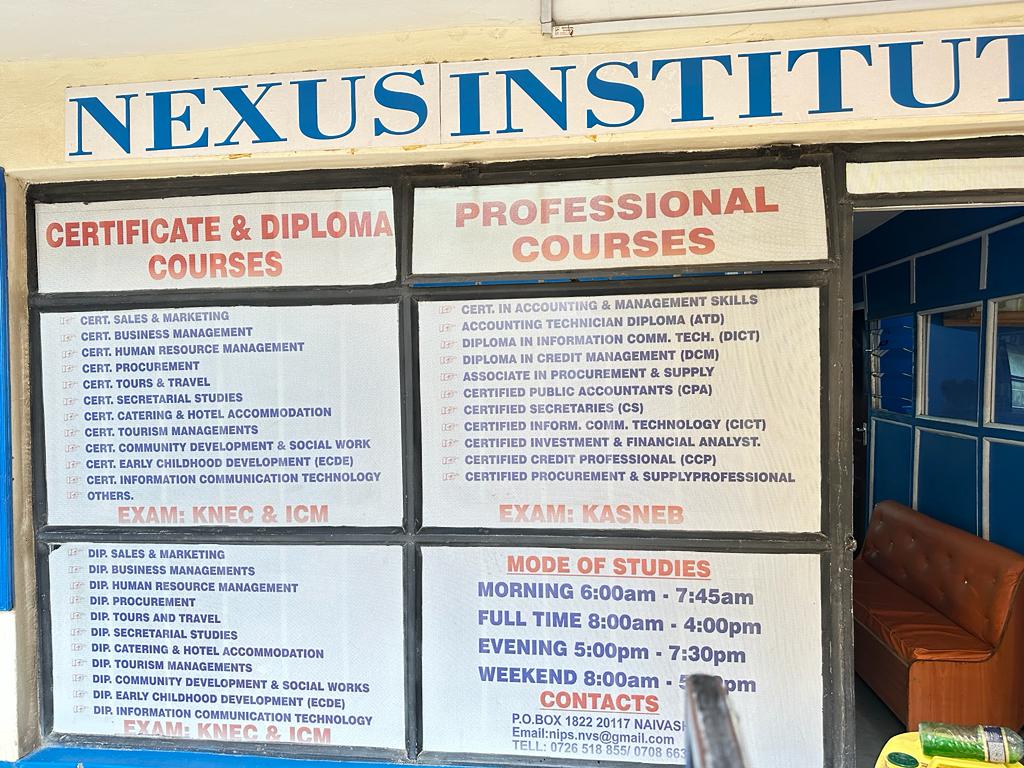 NEXUS INSTITUT
CERTIFICATE & DIPLOMA
COURSES
CERT. SALES & MARKETING
CERT. BUSINESS MANAGEMENT
CERT. HUMAN RESOURCE MANAGEMENT
CERT. PROCUREMENT
CERT. TOURS & TRAVEL
CERT. SECRETARIAL STUDIES
CERT. CATERING & HOTEL ACCOMMODATION
CERT. TOURISM MANAGEMENTS
CERT. COMMUNITY DEVELOPMENT & SOCIAL WORK
CERT. EARLY CHILDHOOD DEVELOPMENT (ECDE)
CERT. INFORMATION COMMUNICATION TECHNOLOGY
OTHERS.
EXAM: KNEC & ICM
DIP. SALES & MARKETING
DIP. BUSINESS MANAGEMENTS
DIP. HUMAN RESOURCE MANAGEMENT
DIP. PROCUREMENT
DIP. TOURS AND TRAVEL
DIP. SECRETARIAL STUDIES
DIP. CATERING & HOTEL ACCOMMODATION
DIP. TOURISM MANAGEMENTS
DIP. COMMUNITY DEVELOPMENT & SOCIAL WORKS
DIP. EARLY CHILDHOOD DEVELOPMENT (ECDE)
DIP. INFORMATION COMMUNICATION TECHNOLOGY
EXAM: KNEC & ICM
PROFESSIONAL
COURSES
CERT. IN ACCOUNTING & MANAGEMENT SKILLS
ACCOUNTING TECHNICIAN DIPLOMA (ATD)
DIPLOMA IN INFORMATION COMM. TECH. (DICT)
DIPLOMA IN CREDIT MANAGEMENT (DCM)
ASSOCIATE IN PROCUREMENT & SUPPLY
CERTIFIED PUBLIC ACCOUNTANTS (CPA)
CERTIFIED SECRETARIES (CS)
CERTIFIED INFORM. COMM. TECHNOLOGY (CICT)
CERTIFIED INVESTMENT & FINANCIAL ANALYST.
CERTIFIED CREDIT PROFESSIONAL (CCP)
CERTIFIED PROCUREMENT & SUPPLYPROFESSIONAL
EXAM: KASNEB
MODE OF STUDIES
MORNING 6:00am - 7:45am
FULL TIME 8:00am - 4:00pm
EVENING 5:00pm - 7:30pm
WEEKEND 8:00am - 5 pm
CONTACTS
P.O.BOX 1822 20117 NAIVAS
Email:nips.nvs@gmail.com
TELL: 0726 518 855/ 0708 663